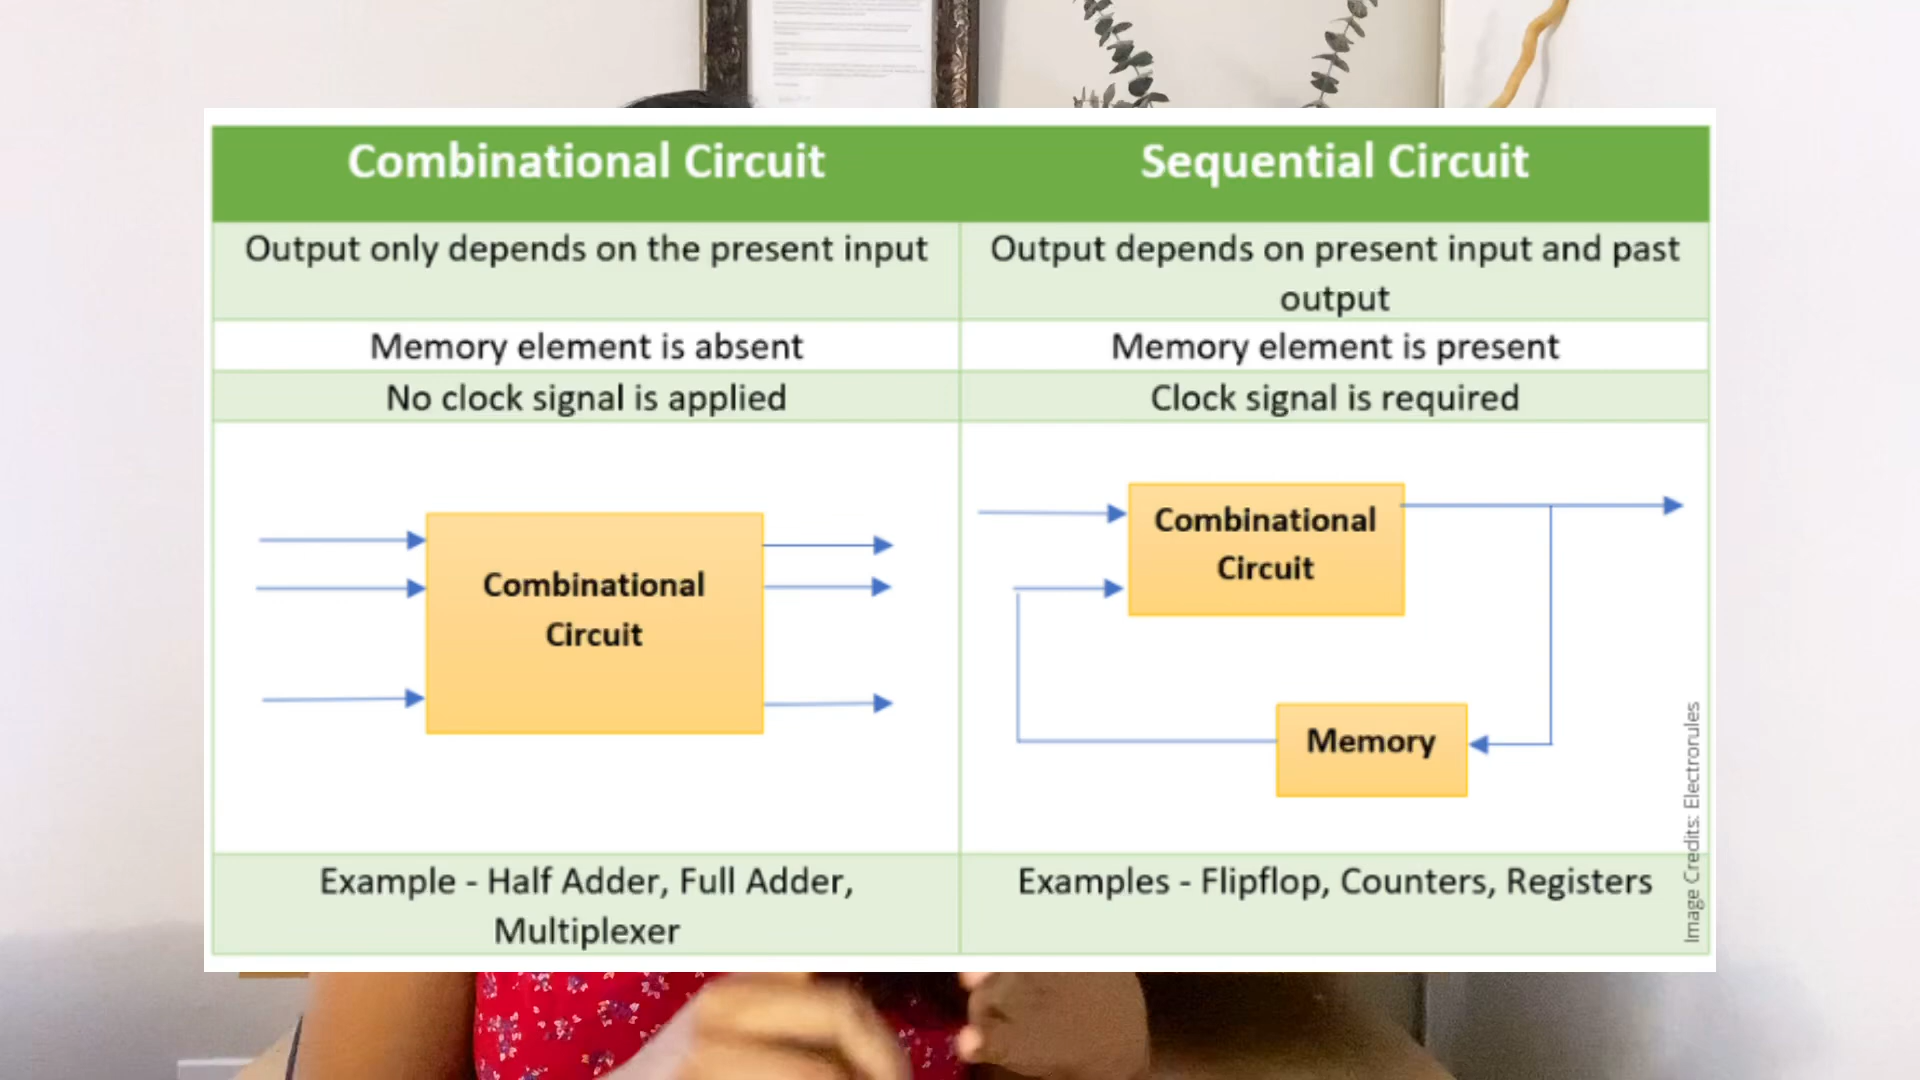 Combinational Circuit
Sequential Circuit
Output only depends on the present input
Output depends on present input and past
output
Memory element is absent
Memory element is present
No clock signal is applied
Clock signal is required
Combinational
Circuit
Combinational
Circuit
Memory
Example - Half Adder, Full Adder,
Multiplexer
Examples - Flipflop, Counters, Registers
Image Credits: Electrorules